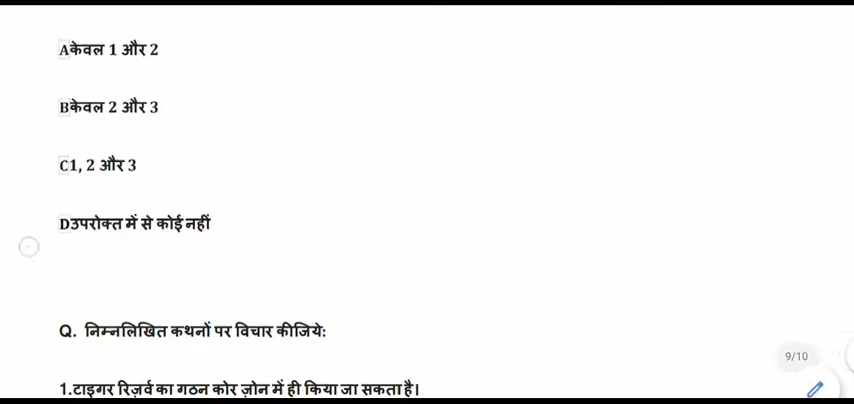 Aकेवल 1 और 2
Bकेवल 2 और 3
C1, 2 और 3
Dउपरोक्त में से कोई नहीं
Q. निम्नलिखित कथनों पर विचार कीजिये:
9/10
1.टाइगर रिज़र्व का गठन कोर ज़ोन में ही किया जा सकता है।